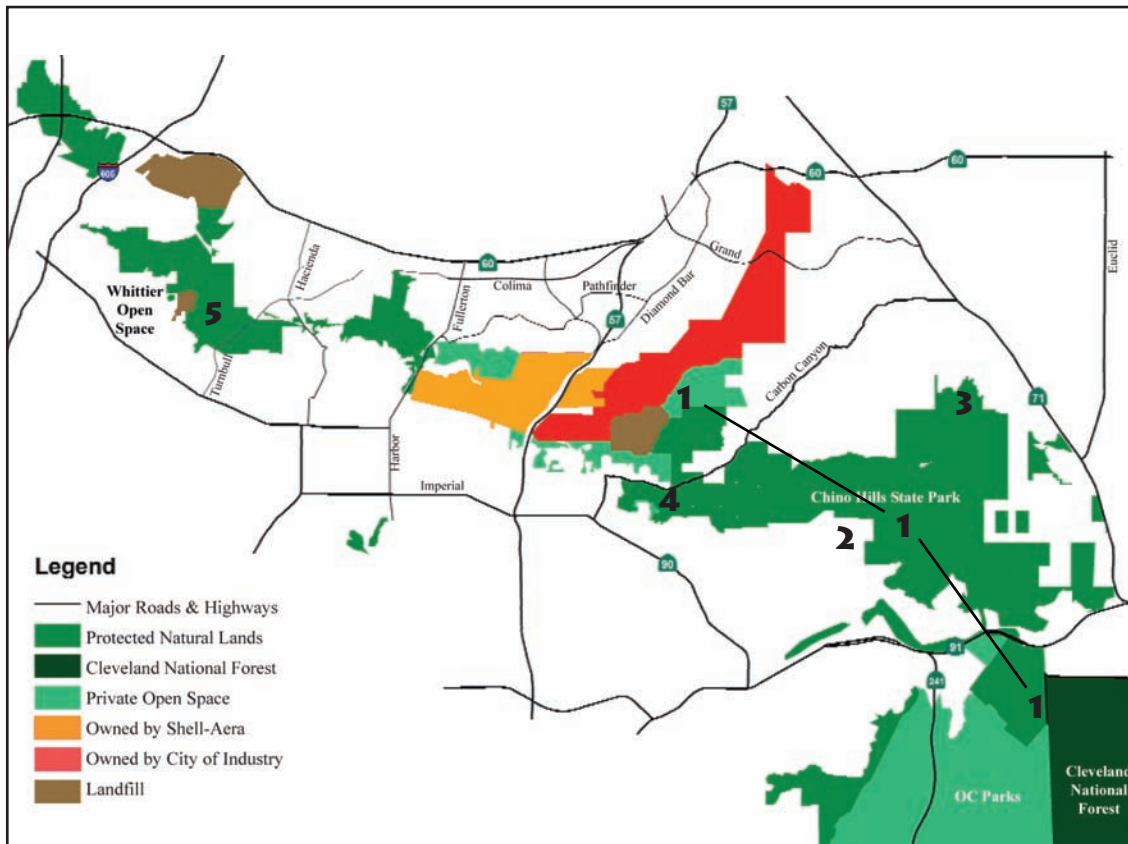 57
60
60
605
Hacienda
Grand
Euclid
60
Colima
Pathfinder
Diamond Bar
Whittier
Open
Space
5
Fullerton
57
Turnbull
Carbon Canyon
1
3
71
Harbor
Imperial
4
Chino Hills State Park
2
1
90
Legend
Major Roads & Highways
Protected Natural Lands
Cleveland National Forest
Private Open Space
Owned by Shell-Aera
Owned by City of Industry
Landfill
91
241
1
OC Parks
Cleveland
National
Forest